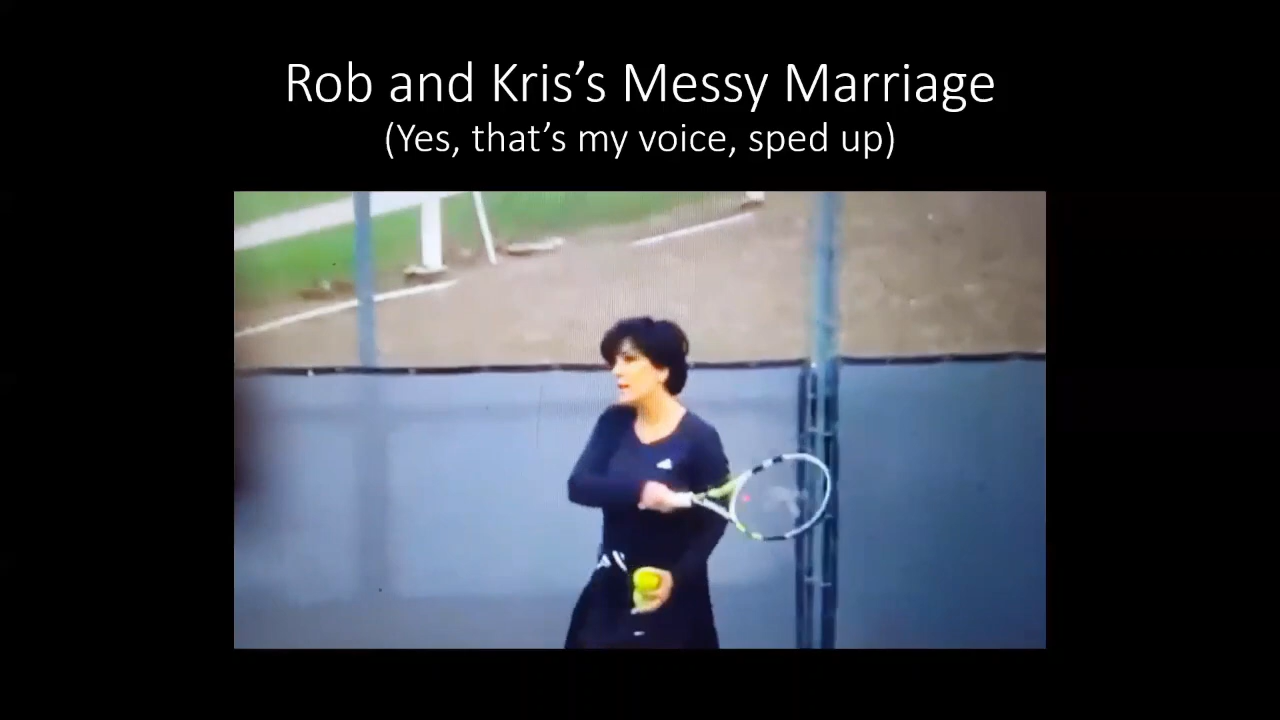 Rob and Kris’s Messy Marriage
(Yes, that’s my voice, sped up)